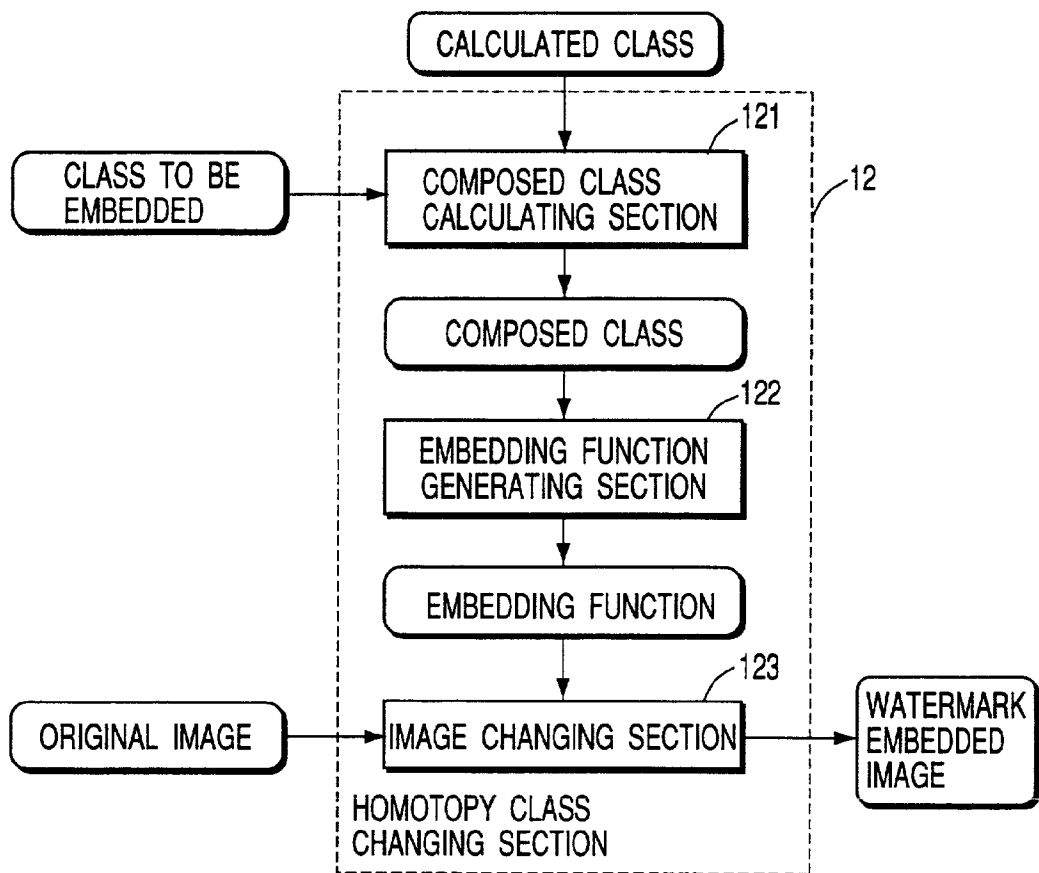 CALCULATED CLASS
121
CLASS TO BE
EMBEDDED
COMPOSED CLASS
CALCULATING SECTION
12
COMPOSED CLASS
122
EMBEDDING FUNCTION
GENERATING SECTION
EMBEDDING FUNCTION
123
ORIGINAL IMAGE
IMAGE CHANGING SECTION
WATERMARK
EMBEDDED
IMAGE
HOMOTOPY CLASS
CHANGING SECTION